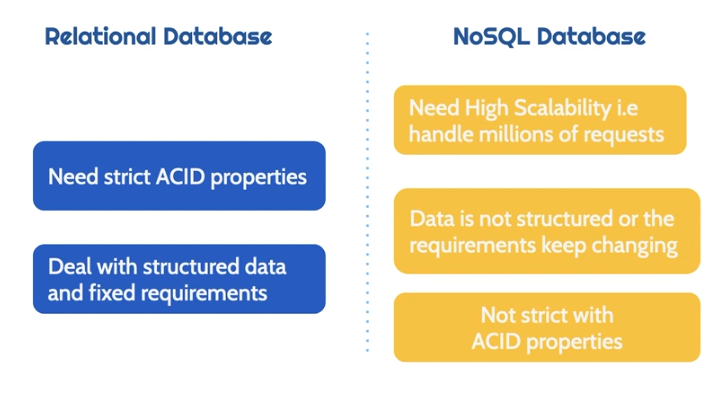 Relational Database
NoSQL Database
Need strict ACID properties
Deal with structured data
and fixed requirements
Need High Scalability i.e
handle millions of requests
Data is not structured or the
requirements keep changing
Not strict with
ACID properties